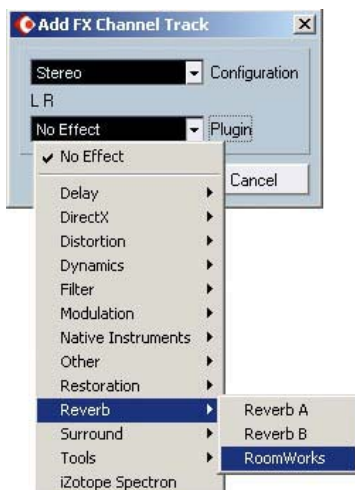 Add FX Channel Track
Stereo Configuration
L R
No Effect Plugin
No Effect
Cancel
Delay
DirectX
Distortion
Dynamics
Filter
Modulation
Native Instruments
Other
Restoration
Reverb Reverb A
Surround Reverb B
Tools RoomWorks
iZotope Spectron